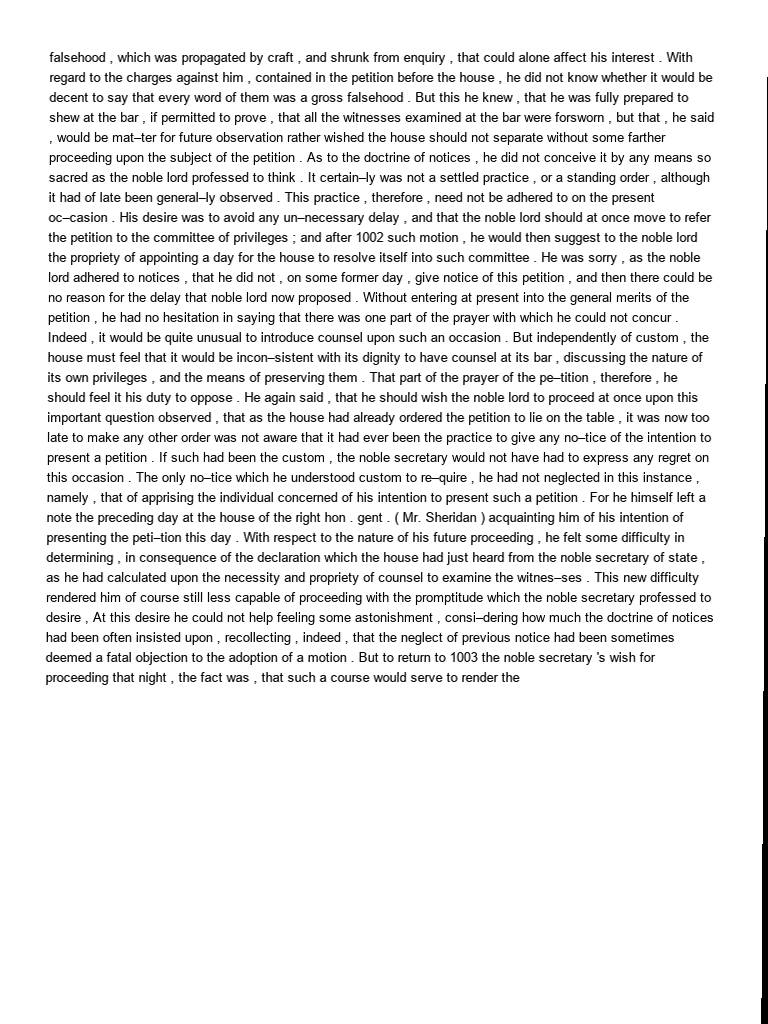 falsehood , which was propagated by craft , and shrunk from enquiry , that could alone affect his interest . With
regard to the charges against him , contained in the petition before the house , he did not know whether it would be
decent to say that every word of them was a gross falsehood . But this he knew , that he was fully prepared to
shew at the bar , if permitted to prove , that all the witnesses examined at the bar were forsworn , but that , he said
, would be mat–ter for future observation rather wished the house should not separate without some farther
proceeding upon the subject of the petition . As to the doctrine of notices , he did not conceive it by any means so
sacred as the noble lord professed to think . It certain–ly was not a settled practice , or a standing order , although
it had of late been general–ly observed . This practice , therefore , need not be adhered to on the present
oc–casion . His desire was to avoid any un–necessary delay , and that the noble lord should at once move to refer
the petition to the committee of privileges ; and after 1002 such motion , he would then suggest to the noble lord
the propriety of appointing a day for the house to resolve itself into such committee . He was sorry , as the noble
lord adhered to notices , that he did not , on some former day , give notice of this petition , and then there could be
no reason for the delay that noble lord now proposed . Without entering at present into the general merits of the
petition , he had no hesitation in saying that there was one part of the prayer with which he could not concur .
Indeed , it would be quite unusual to introduce counsel upon such an occasion . But independently of custom , the
house must feel that it would be incon–sistent with its dignity to have counsel at its bar , discussing the nature of
its own privileges , and the means of preserving them . That part of the prayer of the pe–tition , therefore , he
should feel it his duty to oppose . He again said , that he should wish the noble lord to proceed at once upon this
important question observed , that as the house had already ordered the petition to lie on the table , it was now too
late to make any other order was not aware that it had ever been the practice to give any no–tice of the intention to
present a petition . If such had been the custom , the noble secretary would not have had to express any regret on
this occasion . The only no–tice which he understood custom to re–quire , he had not neglected in this instance ,
namely , that of apprising the individual concerned of his intention to present such a petition . For he himself left a
note the preceding day at the house of the right hon . gent . ( Mr. Sheridan ) acquainting him of his intention of
presenting the peti–tion this day . With respect to the nature of his future proceeding , he felt some difficulty in
determining , in consequence of the declaration which the house had just heard from the noble secretary of state ,
as he had calculated upon the necessity and propriety of counsel to examine the witnes–ses . This new difficulty
rendered him of course still less capable of proceeding with the promptitude which the noble secretary professed to
desire , At this desire he could not help feeling some astonishment , consi–dering how much the doctrine of notices
had been often insisted upon , recollecting , indeed , that the neglect of previous notice had been sometimes
deemed a fatal objection to the adoption of a motion . But to return to 1003 the noble secretary 's wish for
proceeding that night , the fact was , that such a course would serve to render the